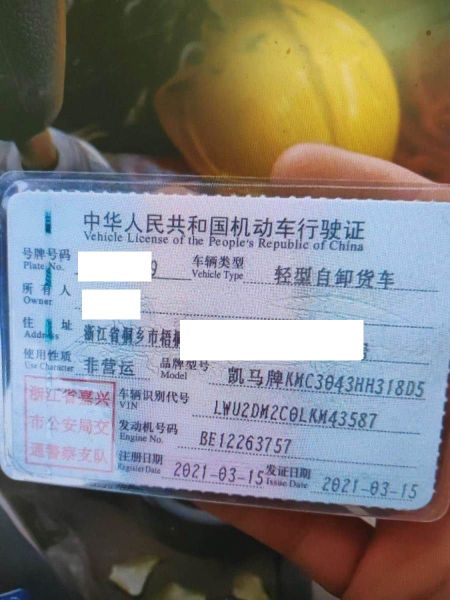 中华人民共和国机动车行驶证
Vehicle License of the People's Republic of China
号牌号码 9 车辆类型 轻型自卸货车
Plate No. Vehicle Type
所有人
Owner
住址 浙江省桐乡市梧桐
Address
使用性质 非营运 品牌型号 凯马牌KMC3043HH318D5
Use Character Model
浙江省嘉兴
市公安局交
通警察支队
车辆识别代号 LWU2DM2C0LKM43587
VIN
发动机号码 BE12263757
Engine No.
注册日期 2021-03-15 发证日期 2021-03-15
Register Date Issue Date